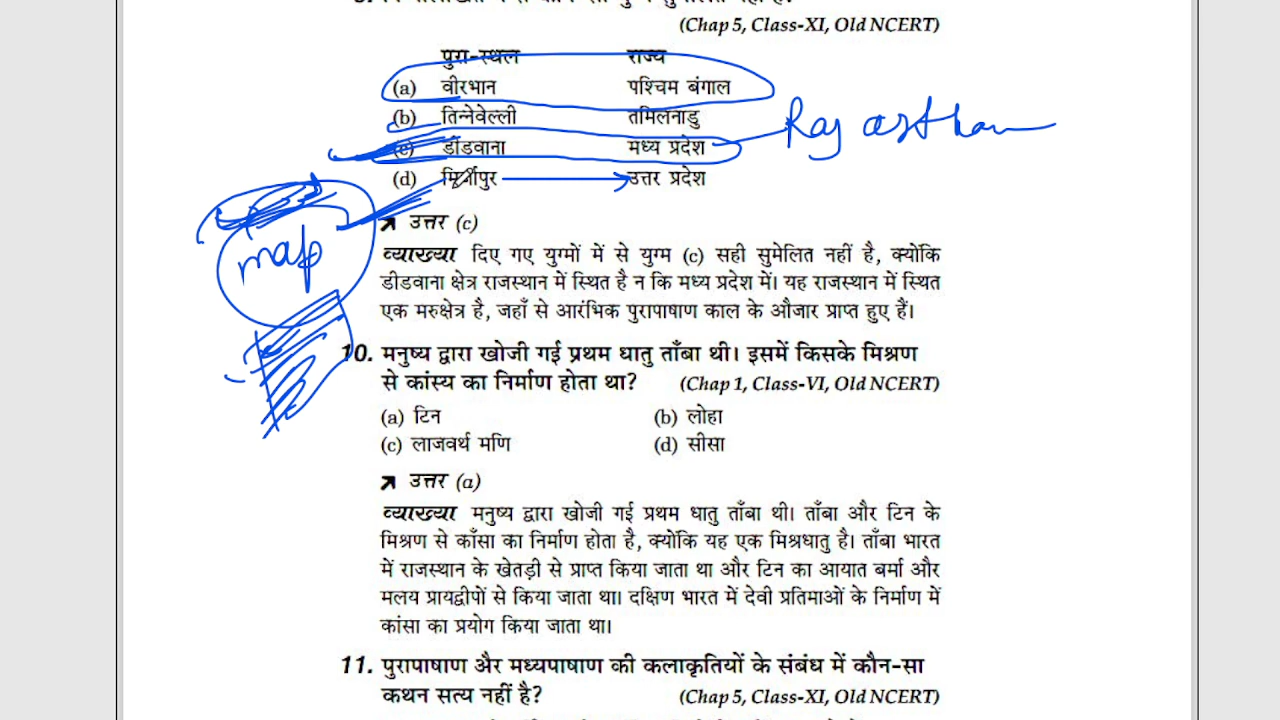 (Chap 5, Class-XI, Old NCERT)
पुरा-स्थल राज्य
(a) वीरभान पश्चिम बंगाल
(b) तिन्नेवेल्ली तमिलनाडु
(c) डीडवाना मध्य प्रदेश Rajasthan
(d) उत्तर प्रदेश
उत्तर (c)
map
व्याख्या दिए गए युग्मों में से युग्म (c) सही सुमेलित नहीं है, क्योंकि
डीडवाना क्षेत्र राजस्थान में स्थित है न कि मध्य प्रदेश में। यह राजस्थान में स्थित
एक मरुक्षेत्र है, जहाँ से आरंभिक पुरापाषाण काल के औजार प्राप्त हुए हैं।
10. मनुष्य द्वारा खोजी गई प्रथम धातु ताँबा थी। इसमें किसके मिश्रण
से कांस्य का निर्माण होता था? (Chap 1, Class-VI, Old NCERT)
(a) टिन (b) लोहा
(c) लाजवर्थ मणि (d) सीसा
उत्तर (a)
व्याख्या मनुष्य द्वारा खोजी गई प्रथम धातु ताँबा थी। ताँबा और टिन के
मिश्रण से काँसा का निर्माण होता है, क्योंकि यह एक मिश्रधातु है। ताँबा भारत
में राजस्थान के खेतड़ी से प्राप्त किया जाता था और टिन का आयात बर्मा और
मलय प्रायद्वीपों से किया जाता था। दक्षिण भारत में देवी प्रतिमाओं के निर्माण में
कांसा का प्रयोग किया जाता था।
11. पुरापाषाण और मध्यपाषाण की कलाकृतियों के संबंध में कौन-सा
कथन सत्य नहीं है? (Chap 5, Class-XI, Old NCERT)